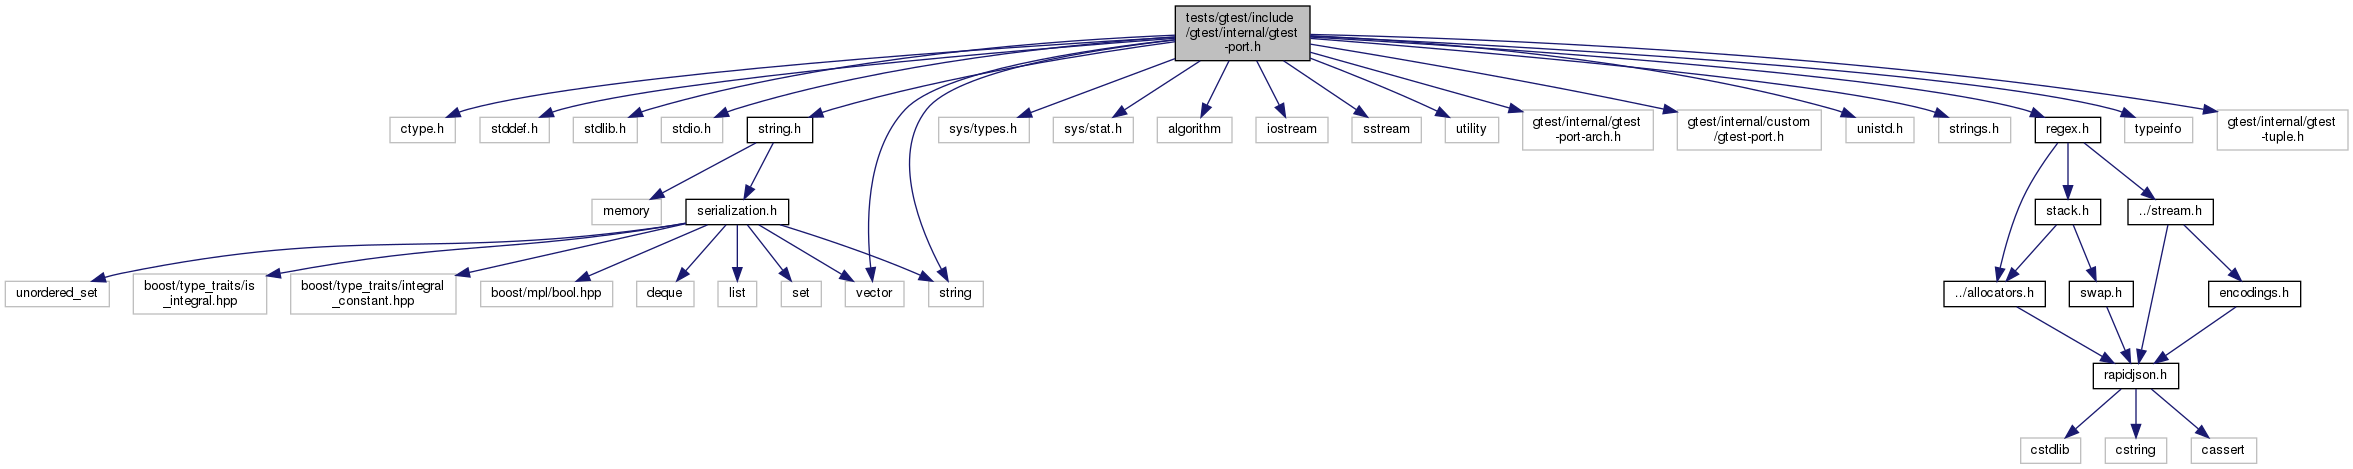 tests/gtest/include
/gtest/internal/gtest
-port.h
ctype.h
stddef.h
stdlib.h
stdio.h
string.h
sys/types.h
sys/stat.h
algorithm
iostream
sstream
utility
gtest/internal/gtest
-port-arch.h
gtest/internal/custom
/gtest-port.h
unistd.h
strings.h
regex.h
typeinfo
gtest/internal/gtest
-tuple.h
memory
serialization.h
stack.h
../stream.h
unordered_set
boost/type_traits/is
_integral.hpp
boost/type_traits/integral
_constant.hpp
boost/mpl/bool.hpp
deque
list
set
vector
string
../allocators.h
swap.h
encodings.h
rapidjson.h
cstdlib
cstring
cassert